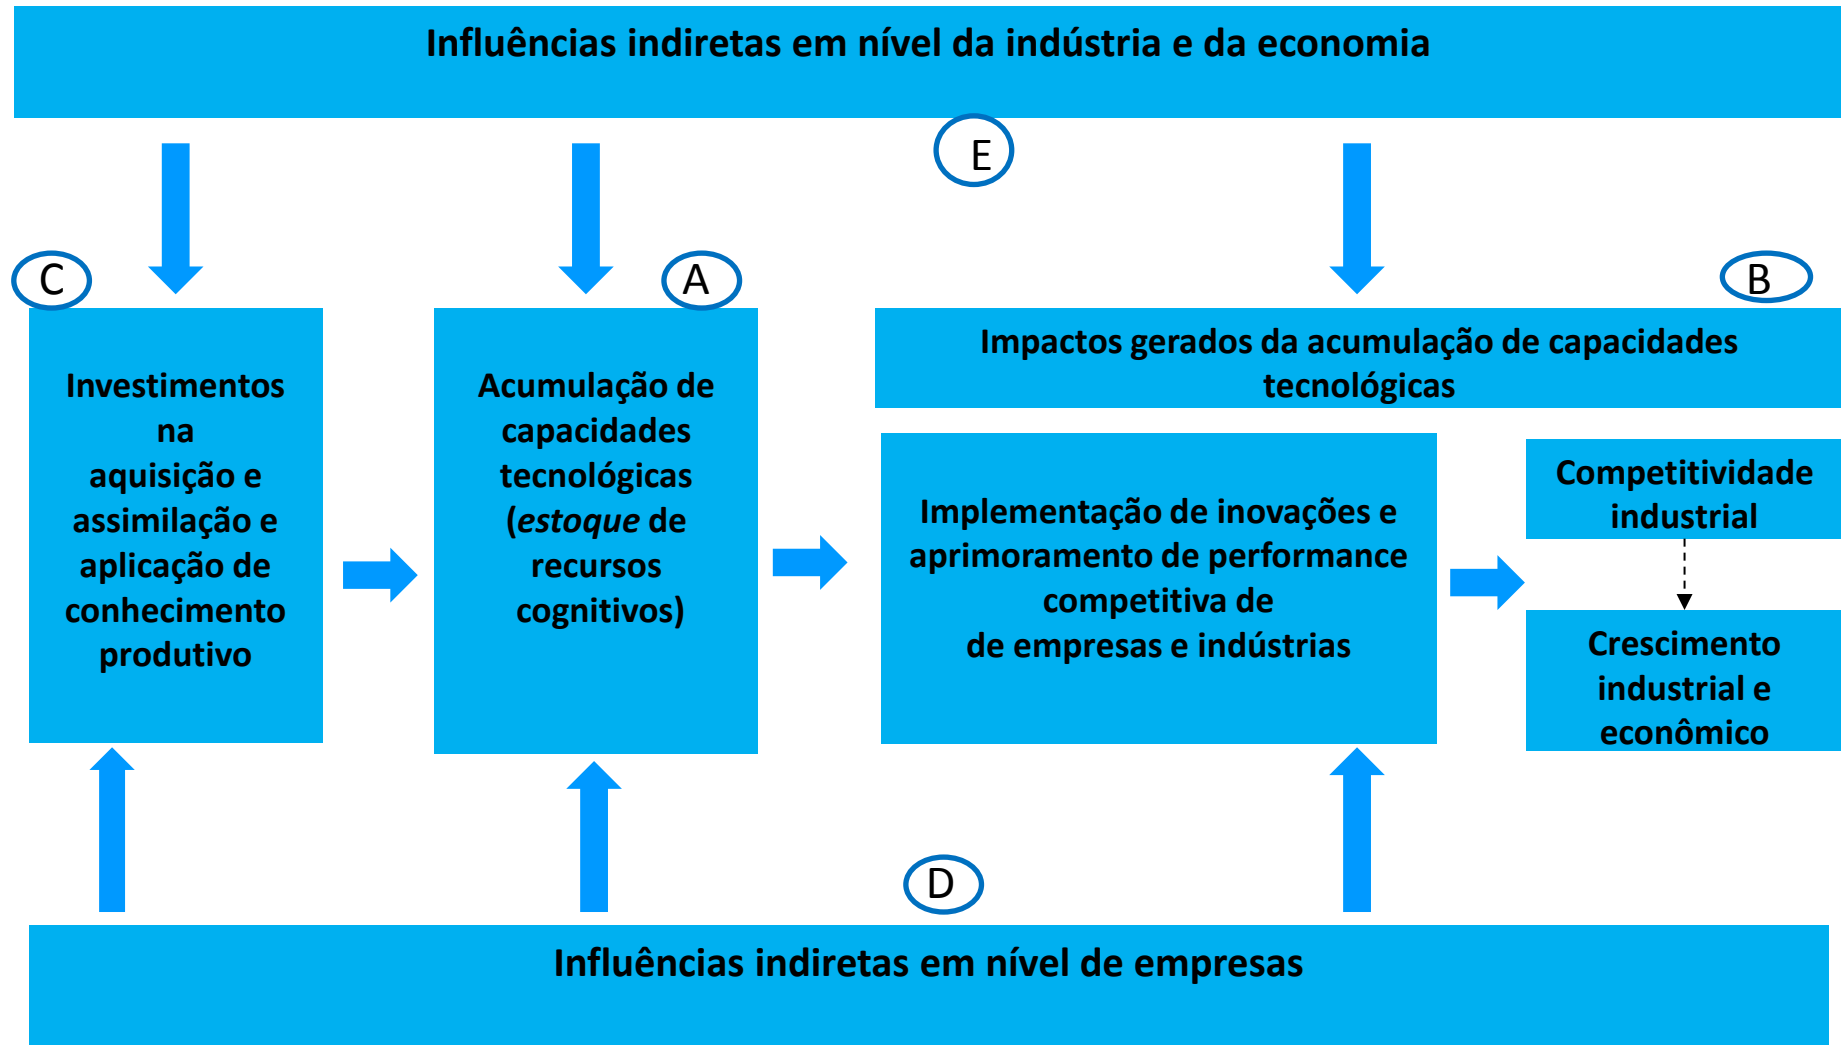 Influências indiretas em nível da indústria e da economia
E
C
A
B
Investimentos
na
aquisição e
assimilação e
aplicação de
conhecimento
produtivo
Acumulação de
capacidades
tecnológicas
(estoque de
recursos
cognitivos)
Impactos gerados da acumulação de capacidades
tecnológicas
Implementação de inovações e
aprimoramento de performance
competitiva de
de empresas e indústrias
Competitividade
industrial
Crescimento
industrial e
econômico
D
Influências indiretas em nível de empresas